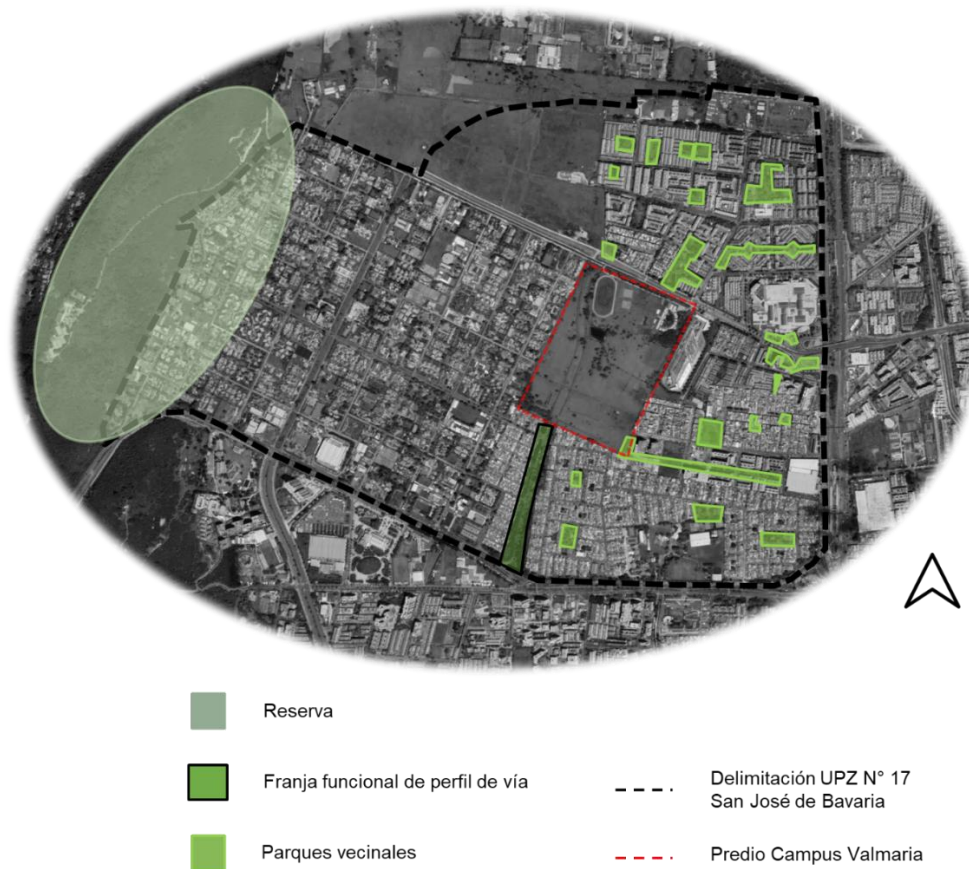 Reserva
Franja funcional de perfil de vía
Delimitación UPZ N° 17
San José de Bavaria
Parques vecinales
Predio Campus Valmaria